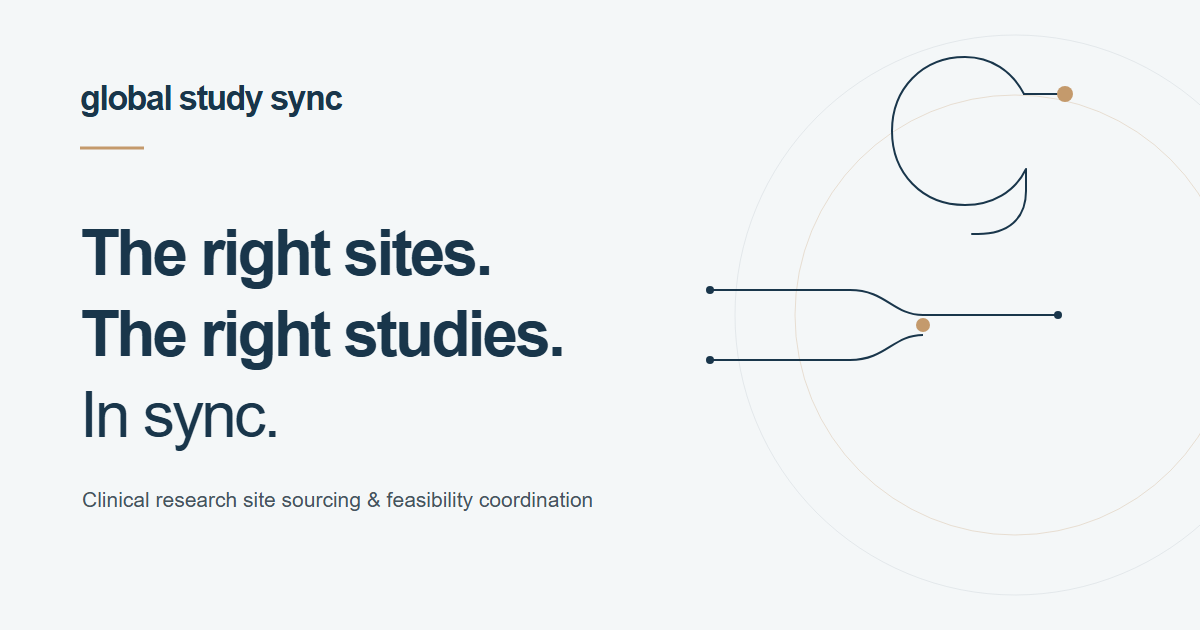 global study sync
The right sites.
The right studies.
In sync.
Clinical research site sourcing & feasibility coordination